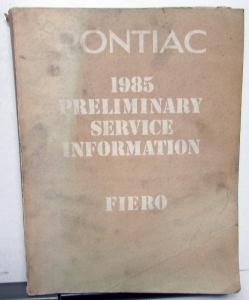 PONTIAC
1985
PRELIMINARY
SERVICE
INFORMATION
FIERO